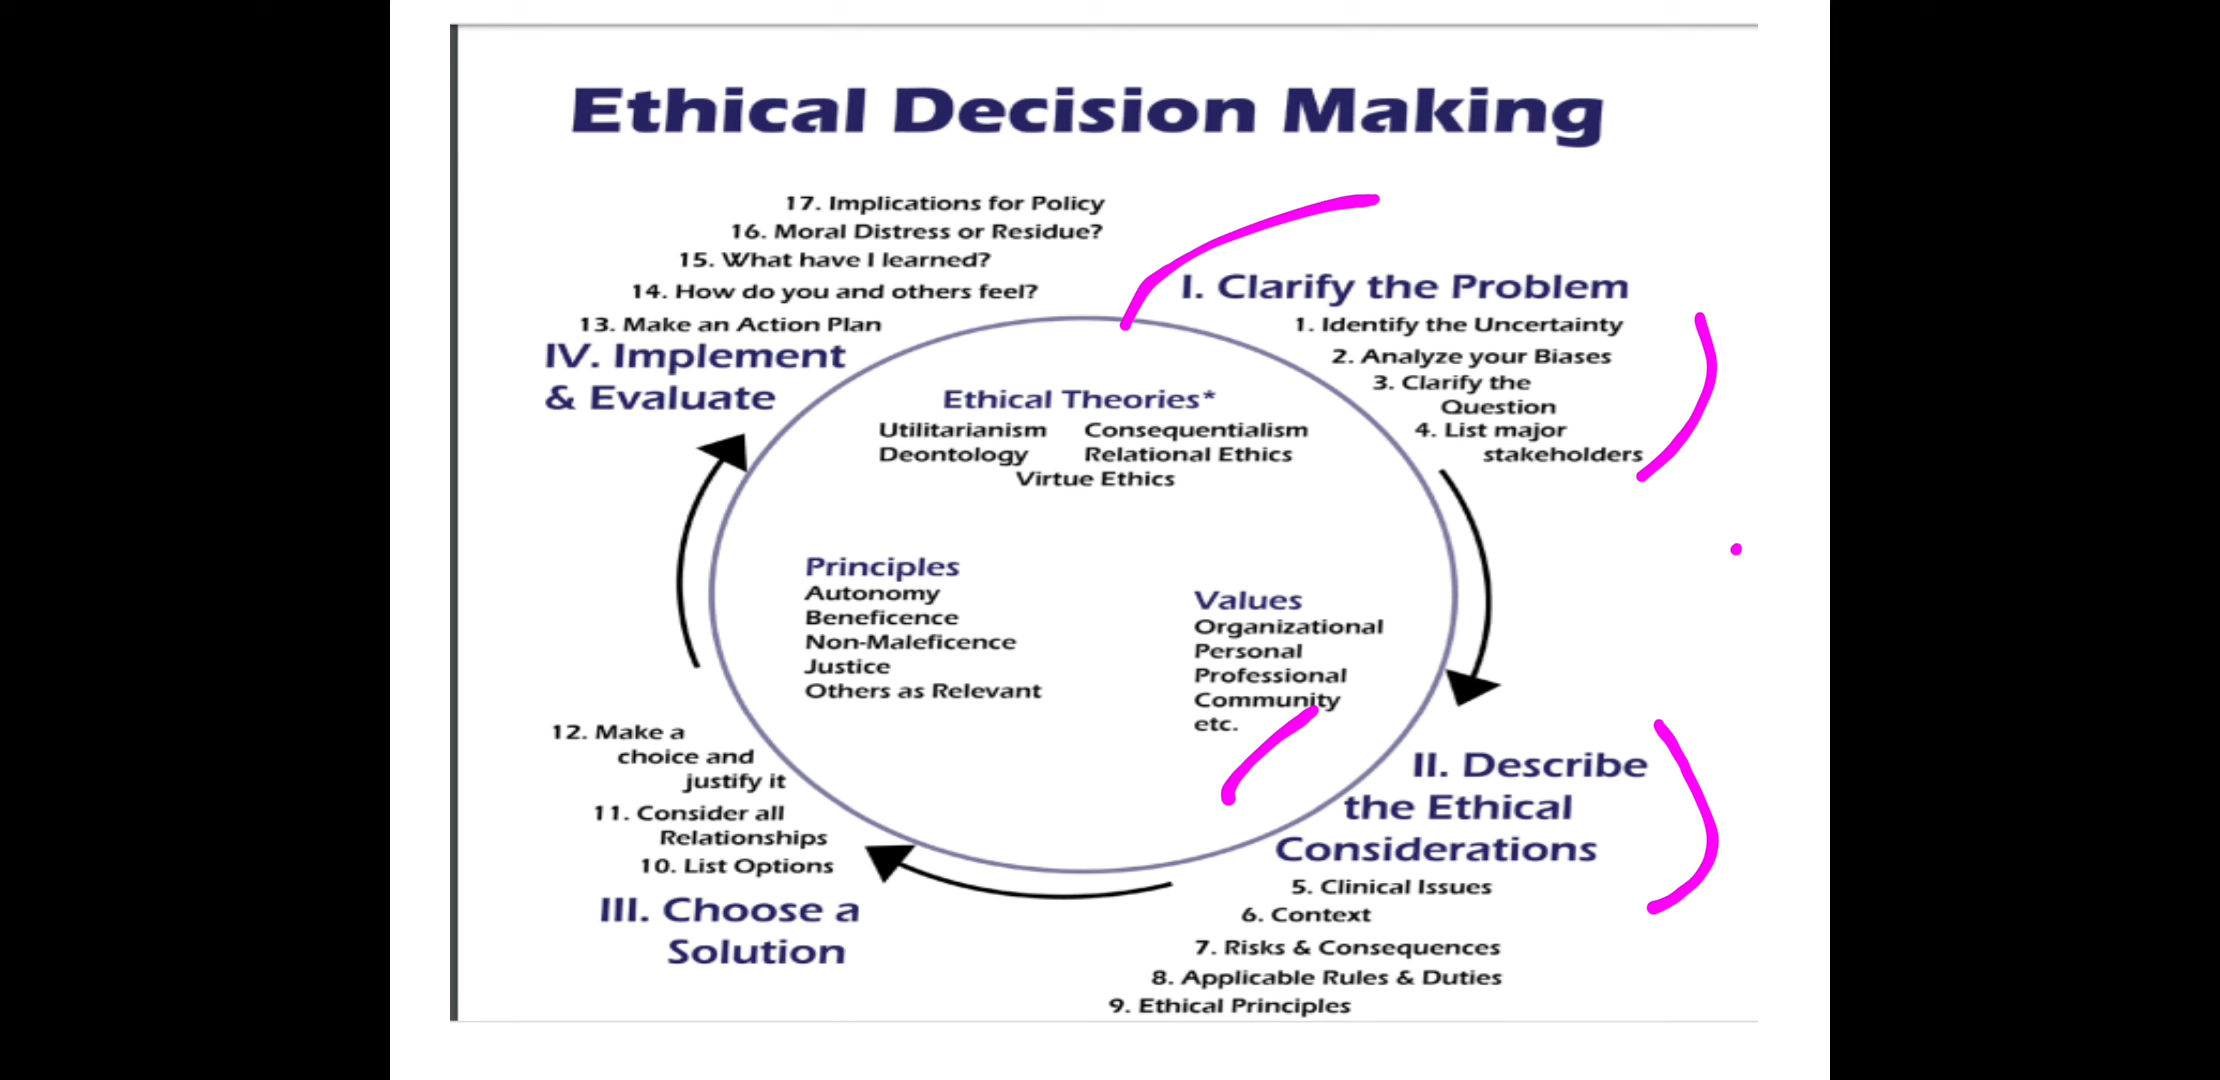 Ethical Decision Making
17. Implications for Policy
16. Moral Distress or Residue?
15. What have I learned?
14. How do you and others feel?
13. Make an Action Plan
IV. Implement
& Evaluate
I. Clarify the Problem
1. Identify the Uncertainty
2. Analyze your Biases
3. Clarify the
Question
4. List major
stakeholders
Ethical Theories*
Utilitarianism Consequentialism
Deontology Relational Ethics
Virtue Ethics
Principles
Autonomy
Beneficence
Non-Maleficence
Justice
Others as Relevant
Values
Organizational
Personal
Professional
Community
etc.
II. Describe
the Ethical
Considerations
5. Clinical Issues
6. Context
7. Risks & Consequences
8. Applicable Rules & Duties
9. Ethical Principles
12. Make a
choice and
justify it
11. Consider all
Relationships
10. List Options
III. Choose a
Solution